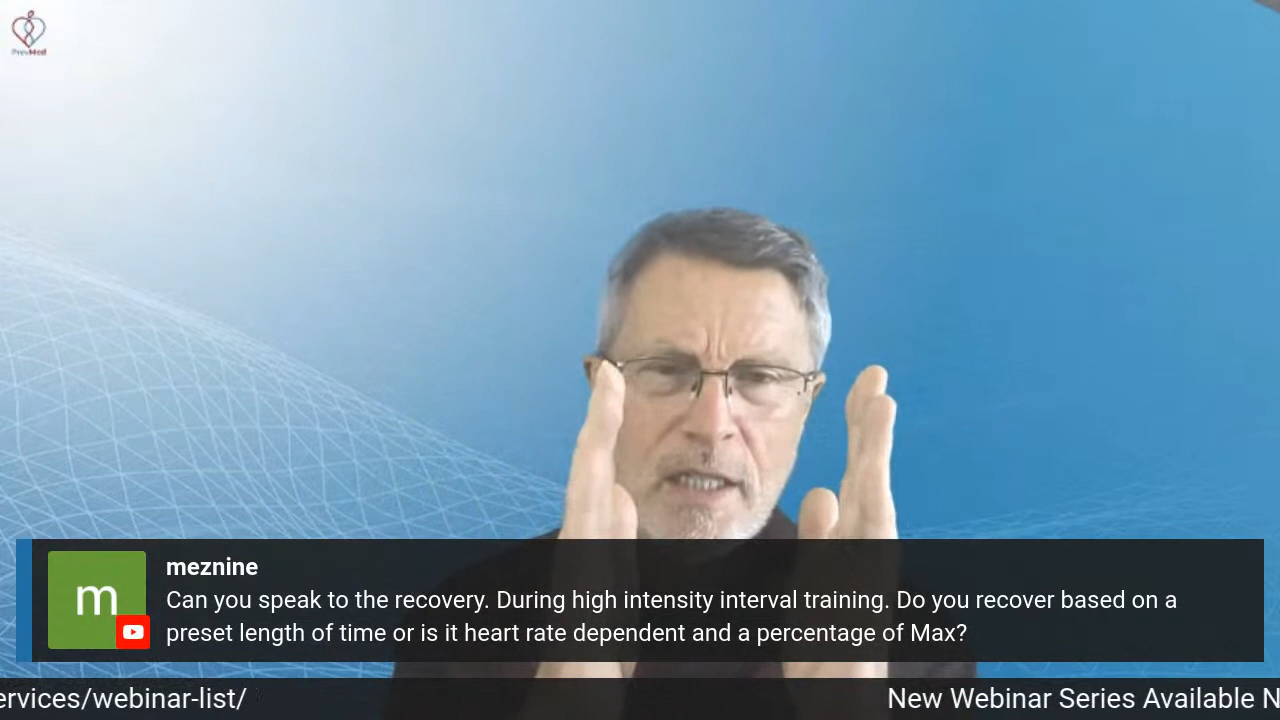 PrevMed
meznine
m
Can you speak to the recovery. During high intensity interval training. Do you recover based on a
preset length of time or is it heart rate dependent and a percentage of Max?
ervices/webinar-list/
New Webinar Series Available N